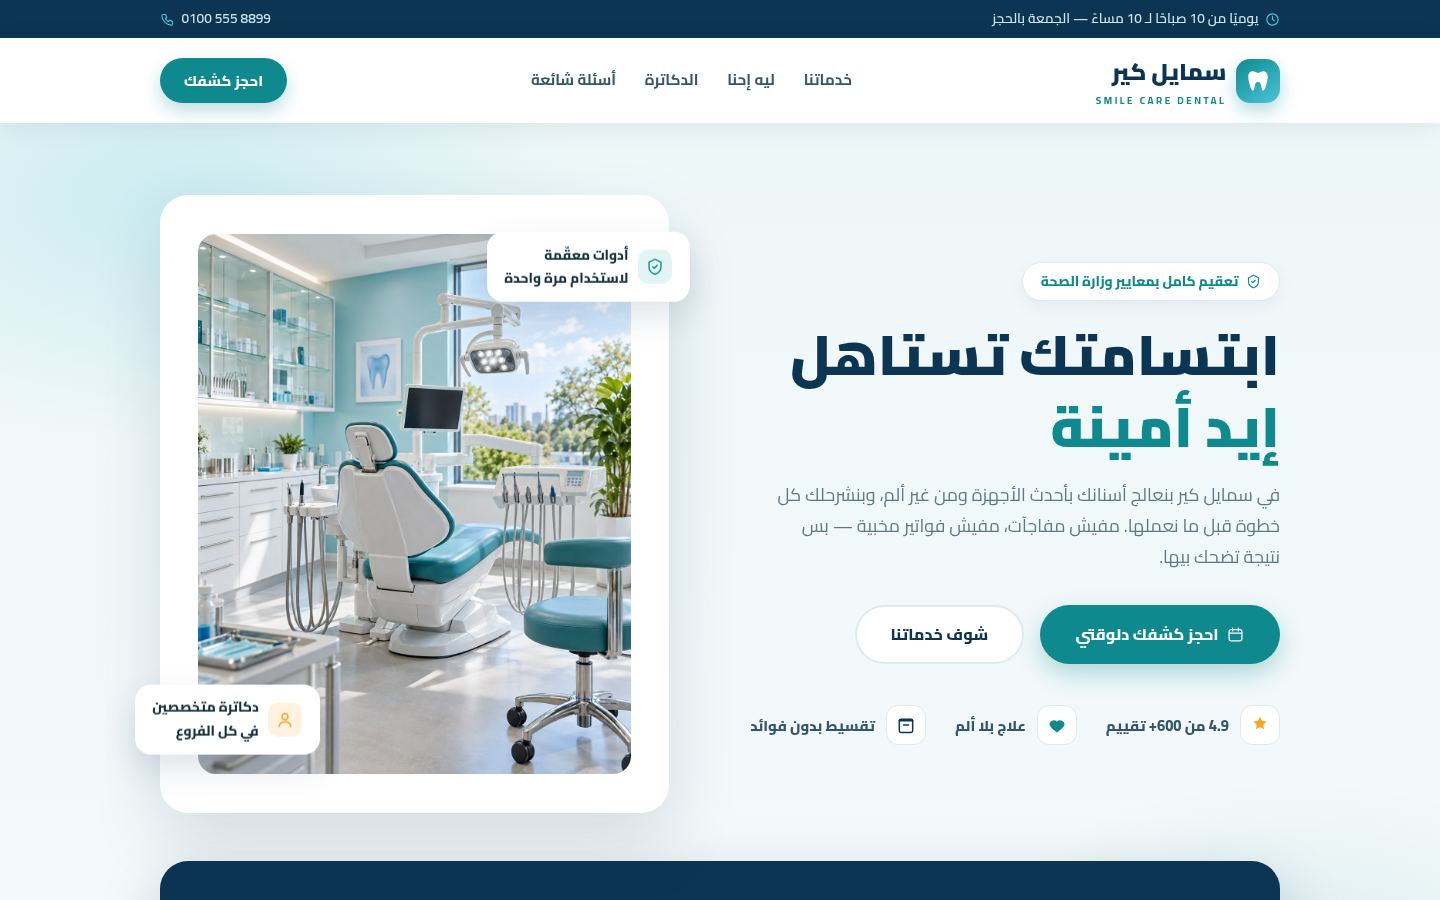 يوميًا من 10 صباحًا لـ 10 مساءً — الجمعة بالحجز
0100 555 8899
سمايل كير
SMILE CARE DENTAL
خدماتنا
ليه إحنا
الدكاترة
أسئلة شائعة
احجز كشفك
تعقيم كامل بمعايير وزارة الصحة
ابتسامتك تستاهل
إيد أمينة
في سمايل كير بنعالج أسنانك بأحدث الأجهزة ومن غير ألم، وبنشرحلك كل
خطوة قبل ما نعملها. مفيش مفاجآت، مفيش فواتير مخبية — بس
نتيجة تضحك بيها.
احجز كشفك دلوقتي
شوف خدماتنا
4.9 من 600+ تقييم
علاج بلا ألم
تقسيط بدون فوائد
أدوات معقّمة
لاستخدام مرة واحدة
دكاترة متخصصين
في كل الفروع